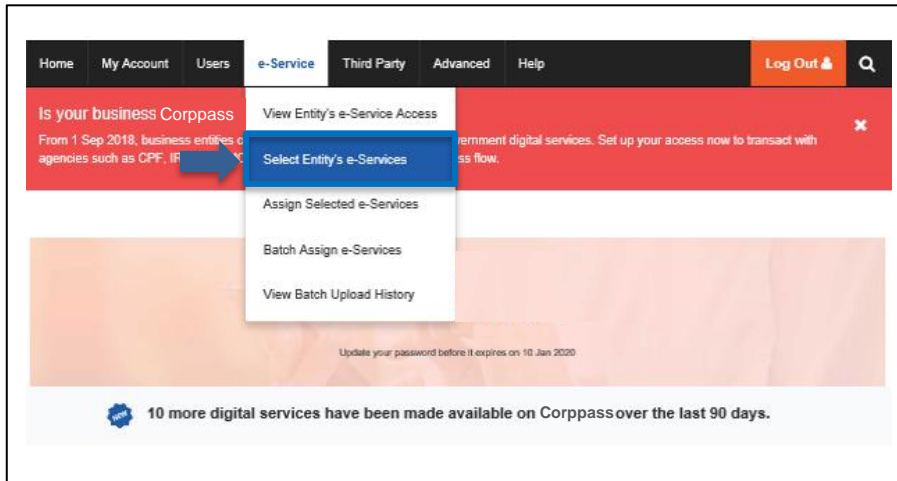 Home My Account Users e-Service Third Party Advanced Help Log Out
Is your business Corppass
From 1 Sep 2018, business entities vernment digital services. Set up your access now to transact with
agencies such as CPF, ss flow.
View Entity's e-Service Access
Select Entity's e-Services
Assign Selected e-Services
Batch Assign e-Services
View Batch Upload History
Update your password before it expires on 10 Jan 2020
NEW 10 more digital services have been made available on Corppass over the last 90 days.